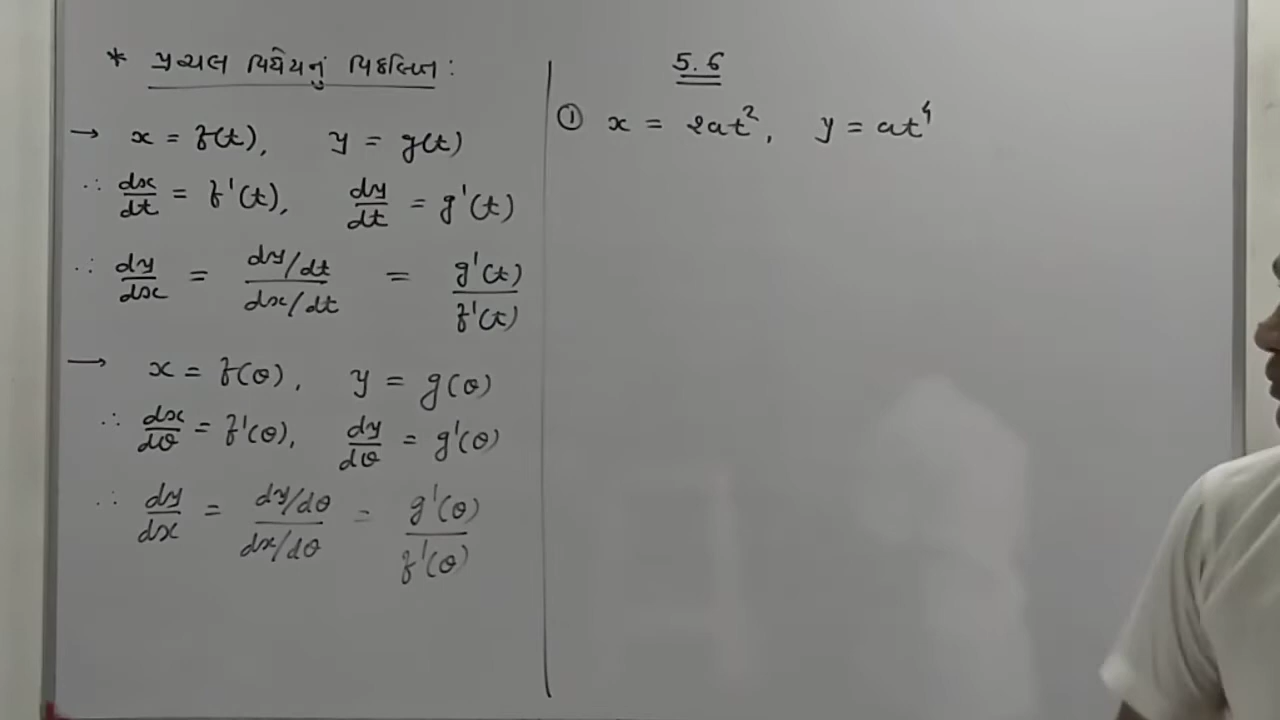 * પ્રચલ વિધેયનું વિકલિત :
→ x = f(t), y = g(t)
∴ dx/dt = f'(t), dy/dt = g'(t)
∴ dy/dx = (dy/dt)/(dx/dt) = g'(t)/f'(t)
→ x = f(θ), y = g(θ)
∴ dx/dθ = f'(θ), dy/dθ = g'(θ)
∴ dy/dx = (dy/dθ)/(dx/dθ) = g'(θ)/f'(θ)
5.6
① x = 2at², y = at⁴